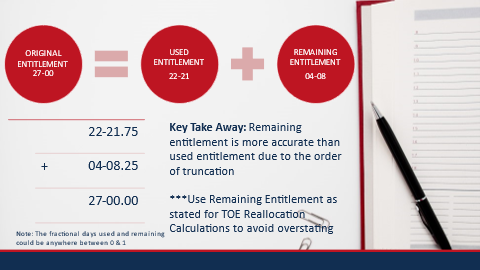 ORIGINAL
ENTITLEMENT
27-00
=
USED
ENTITLEMENT
22-21
+
REMAINING
ENTITLEMENT
04-08
22-21.75
+ 04-08.25
27-00.00
Note: The fractional days used and remaining
could be anywhere between 0 & 1
Key Take Away: Remaining
entitlement is more accurate than
used entitlement due to the order
of truncation
***Use Remaining Entitlement as
stated for TOE Reallocation
Calculations to avoid overstating